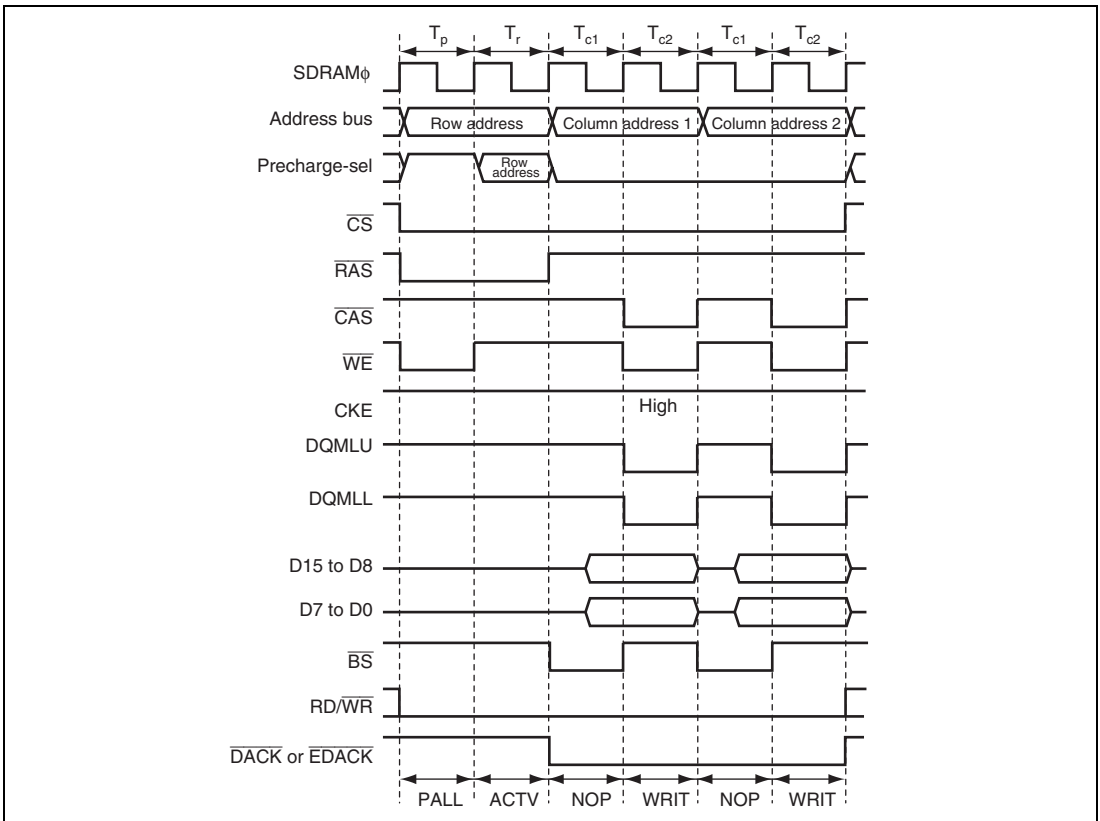 Tp Tr Tc1 Tc2 Tc1 Tc2
SDRAMϕ
Address bus Row address Column address 1 Column address 2
Precharge-sel Row
address
CS
RAS
CAS
WE
CKE High
DQMLU
DQMLL
D15 to D8
D7 to D0
BS
RD/WR
DACK or EDACK
PALL ACTV NOP WRIT NOP WRIT